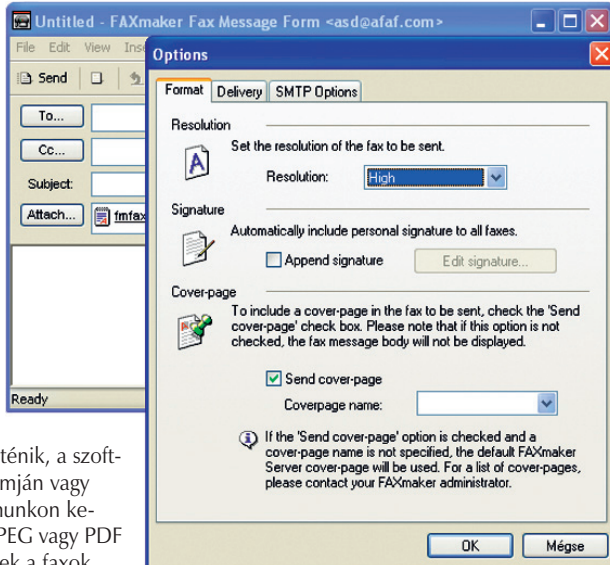 Untitled - FAXmaker Fax Message Form <asd@afaf.com>
File Edit View
Send
To...
Cc...
Subject:
Attach...
Ready
Options
Format Delivery SMTP Options
Resolution
Set the resolution of the fax to be sent.
Resolution: High
Signature
Automatically include personal signature to all faxes.
Append signature Edit signature...
Cover-page
To include a cover-page in the fax to be sent, check the 'Send
cover-page' check box. Please note that if this option is not
checked, the fax message body will not be displayed.
Send cover-page
Coverpage name:
If the 'Send cover-page' option is checked and a
cover-page name is not specified, the default FAXmaker
Server cover-page will be used. For a list of cover-pages,
please contact your FAXmaker administrator.
OK Mégse
ténik, a szoft-
mján vagy
unkon ke-
PEG vagy PDF
ek a faxok